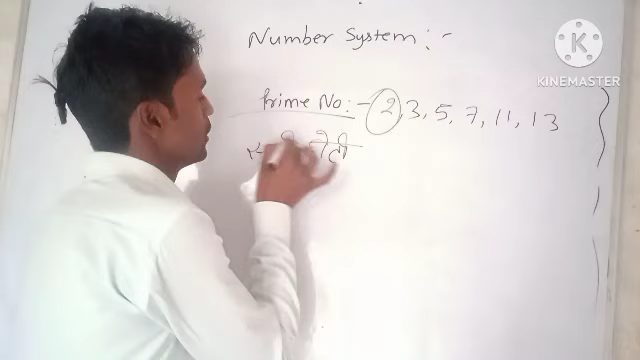 Number System:-
K
KINEMASTER
Prime No:- 2, 3, 5, 7, 11, 13